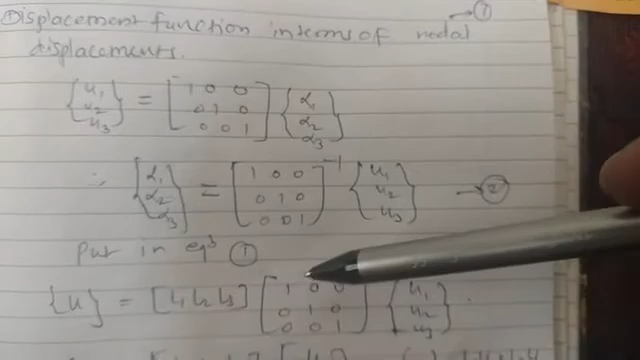 → ①
Displacement function in terms of nodal
displacements.
{u₁ u₂ u₃} = [1 0 0 0 1 0 0 0 1] {α₁ α₂ α₃}
∴ {α₁ α₂ α₃} = [1 0 0 0 1 0 0 0 1]⁻¹ {u₁ u₂ u₃} → ②
put in eqⁿ ①
{u} = [L₁ L₂ L₃] [1 0 0 0 1 0 0 0 1] {u₁ u₂ u₃}.